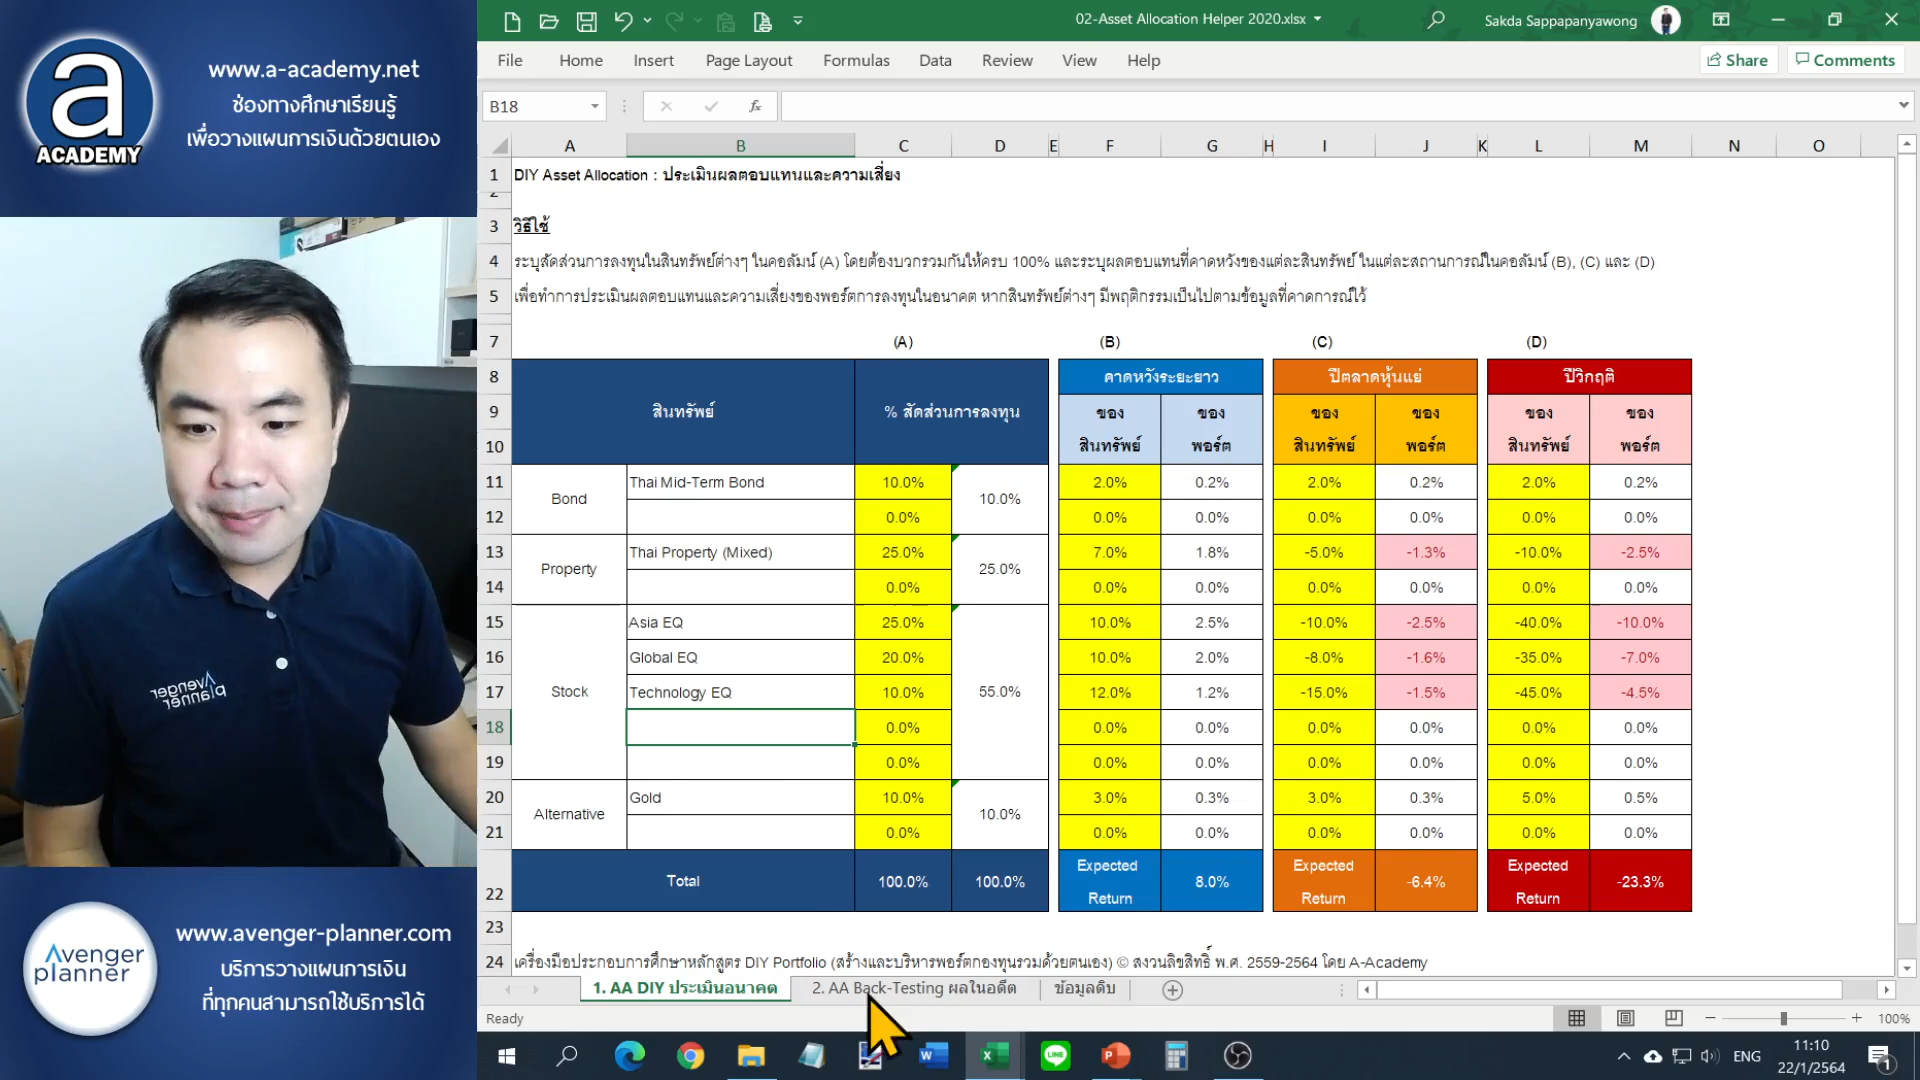 a
ACADEMY
www.a-academy.net
ช่องทางศึกษาเรียนรู้
เพื่อวางแผนการเงินด้วยตนเอง
Avenger planner
Avenger
planner
www.avenger-planner.com
บริการวางแผนการเงิน
ที่ทุกคนสามารถใช้บริการได้
02-Asset Allocation Helper 2020.xlsx
Sakda Sappapanyawong
File Home Insert Page Layout Formulas Data Review View Help
Share Comments
B18 fx
A B C D E F G H I J K L M N O
1 DIY Asset Allocation : ประเมินผลตอบแทนและความเสี่ยง
2
3 วิธีใช้
4 ระบุสัดส่วนการลงทุนในสินทรัพย์ต่างๆ ในคอลัมน์ (A) โดยต้องบวกรวมกันให้ครบ 100% และระบุผลตอบแทนที่คาดหวังของแต่ละสินทรัพย์ ในแต่ละสถานการณ์ในคอลัมน์ (B), (C) และ (D)
5 เพื่อทำการประเมินผลตอบแทนและความเสี่ยงของพอร์ตการลงทุนในอนาคต หากสินทรัพย์ต่างๆ มีพฤติกรรมเป็นไปตามข้อมูลที่คาดการณ์ไว้
7 (A) (B) (C) (D)
8 คาดหวังระยะยาว ปีตลาดหุ้นแย่ ปีวิกฤติ
9 สินทรัพย์ % สัดส่วนการลงทุน ของ ของ ของ ของ ของ ของ
10 สินทรัพย์ พอร์ต สินทรัพย์ พอร์ต สินทรัพย์ พอร์ต
11 Bond Thai Mid-Term Bond 10.0% 10.0% 2.0% 0.2% 2.0% 0.2% 2.0% 0.2%
12 0.0% 0.0% 0.0% 0.0% 0.0% 0.0% 0.0%
13 Property Thai Property (Mixed) 25.0% 25.0% 7.0% 1.8% -5.0% -1.3% -10.0% -2.5%
14 0.0% 0.0% 0.0% 0.0% 0.0% 0.0% 0.0%
15 Asia EQ 25.0% 10.0% 2.5% -10.0% -2.5% -40.0% -10.0%
16 Global EQ 20.0% 10.0% 2.0% -8.0% -1.6% -35.0% -7.0%
17 Stock Technology EQ 10.0% 55.0% 12.0% 1.2% -15.0% -1.5% -45.0% -4.5%
18 0.0% 0.0% 0.0% 0.0% 0.0% 0.0% 0.0%
19 0.0% 0.0% 0.0% 0.0% 0.0% 0.0% 0.0%
20 Alternative Gold 10.0% 10.0% 3.0% 0.3% 3.0% 0.3% 5.0% 0.5%
21 0.0% 0.0% 0.0% 0.0% 0.0% 0.0% 0.0%
22 Total 100.0% 100.0% Expected Return 8.0% Expected Return -6.4% Expected Return -23.3%
23
24 เครื่องมือประกอบการศึกษาหลักสูตร DIY Portfolio (สร้างและบริหารพอร์ตกองทุนรวมด้วยตนเอง) © สงวนลิขสิทธิ์ พ.ศ. 2559-2564 โดย A-Academy
1. AA DIY ประเมินอนาคต 2. AA Back-Testing ผลในอดีต ข้อมูลดิบ
Ready 100%
LINE ENG 11:10
22/1/2564
1